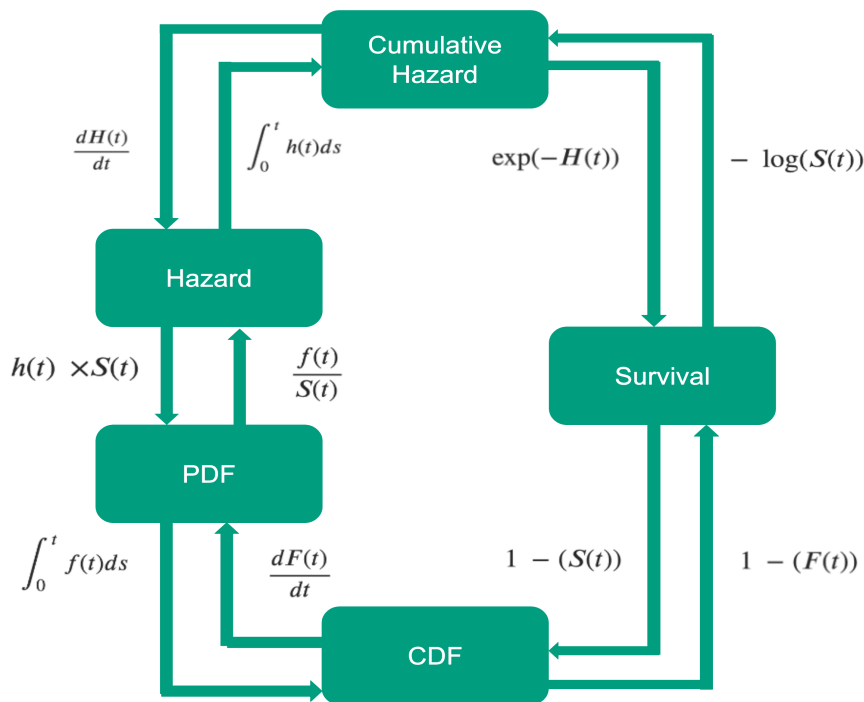 Cumulative
Hazard
dH(t)
dt
∫₀ᵗ h(t)ds
exp(−H(t))
− log(S(t))
Hazard
h(t) ×S(t)
f(t)
S(t)
Survival
PDF
∫₀ᵗ f(t)ds
dF(t)
dt
1 − (S(t))
1 − (F(t))
CDF